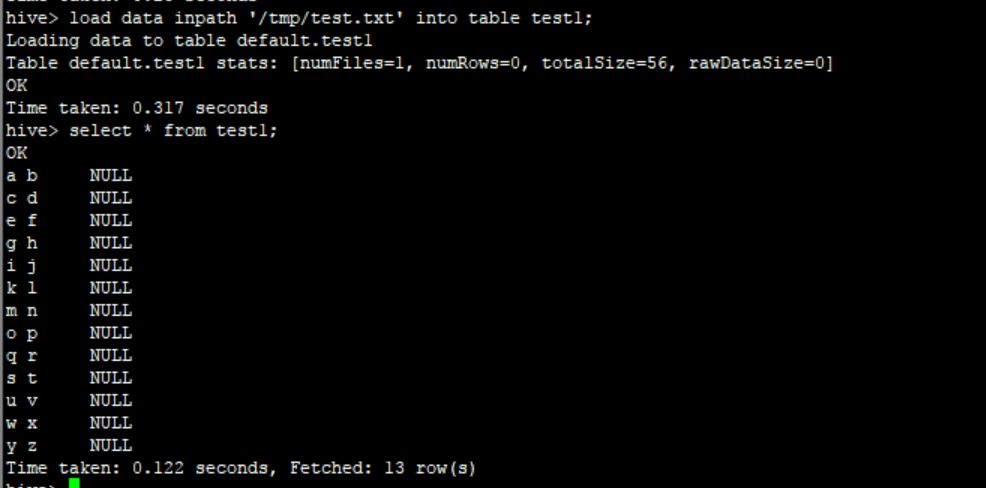 hive> load data inpath '/tmp/test.txt' into table test1;
Loading data to table default.test1
Table default.test1 stats: [numFiles=1, numRows=0, totalSize=56, rawDataSize=0]
OK
Time taken: 0.317 seconds
hive> select * from test1;
OK
a b     NULL
c d     NULL
e f     NULL
g h     NULL
i j     NULL
k l     NULL
m n     NULL
o p     NULL
q r     NULL
s t     NULL
u v     NULL
w x     NULL
y z     NULL
Time taken: 0.122 seconds, Fetched: 13 row(s)
hive>